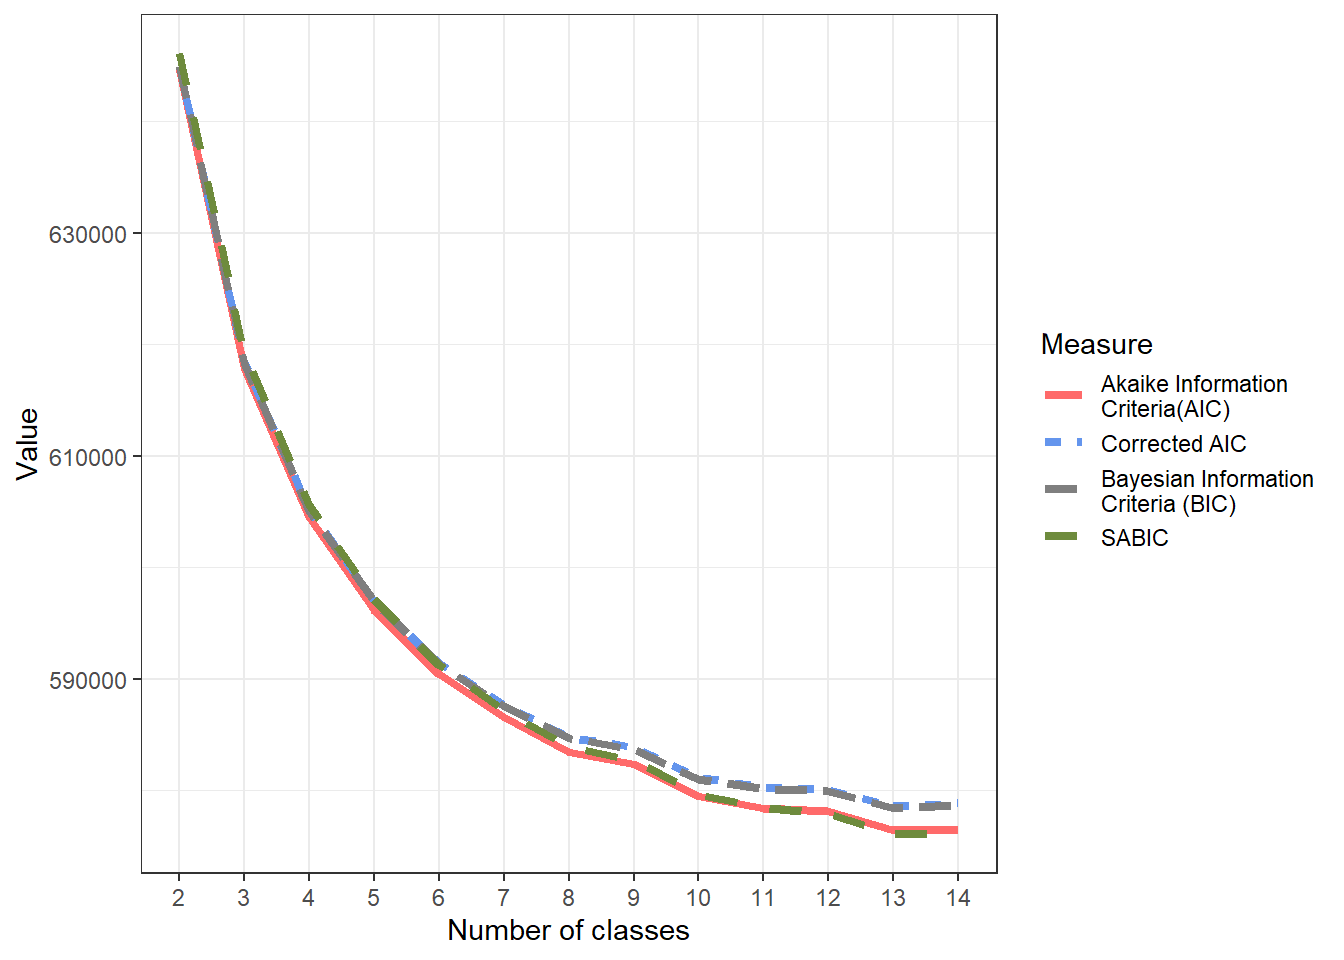 630000
610000
590000
Value
2 3 4 5 6 7 8 9 10 11 12 13 14
Number of classes
Measure
Akaike Information
Criteria(AIC)
Corrected AIC
Bayesian Information
Criteria (BIC)
SABIC